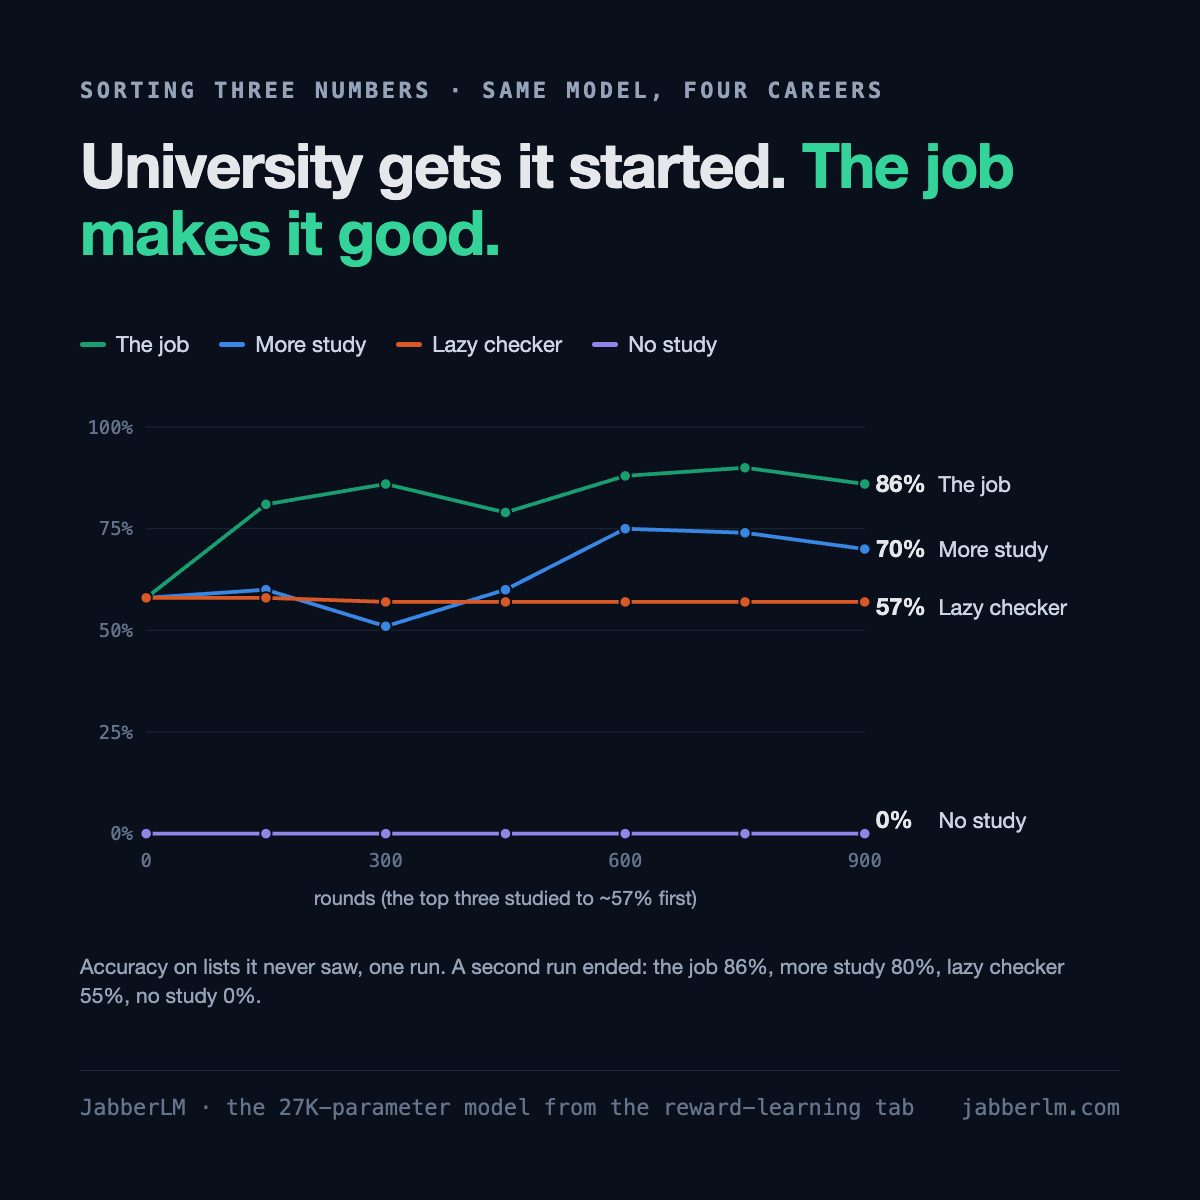 SORTING THREE NUMBERS · SAME MODEL, FOUR CAREERS
University gets it started. The job
makes it good.
The job
More study
Lazy checker
No study
100%
75%
50%
25%
0%
86% The job
70% More study
57% Lazy checker
0% No study
0
300
600
900
rounds (the top three studied to ~57% first)
Accuracy on lists it never saw, one run. A second run ended: the job 86%, more study 80%, lazy checker
55%, no study 0%.
JabberLM · the 27K-parameter model from the reward-learning tab
jabberlm.com